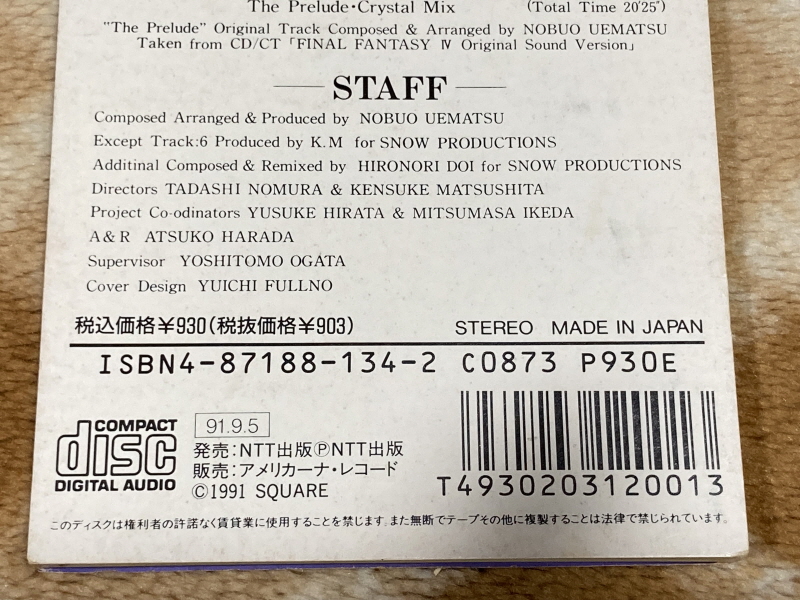 The Prelude・Crystal Mix (Total Time 20'25")
"The Prelude" Original Track Composed & Arranged by NOBUO UEMATSU
Taken from CD/CT「FINAL FANTASY Ⅳ Original Sound Version」
STAFF
Composed Arranged & Produced by NOBUO UEMATSU
Except Track:6 Produced by K.M for SNOW PRODUCTIONS
Additinal Composed & Remixed by HIRONORI DOI for SNOW PRODUCTIONS
Directors TADASHI NOMURA & KENSUKE MATSUSHITA
Project Co-odinators YUSUKE HIRATA & MITSUMASA IKEDA
A&R ATSUKO HARADA
Supervisor YOSHITOMO OGATA
Cover Design YUICHI FULLNO
税込価格¥930(税抜価格¥903) STEREO MADE IN JAPAN
ISBN4-87188-134-2 C0873 P930E
COMPACT
disc
DIGITAL AUDIO
91.9.5
発売：NTT出版ⓅNTT出版
販売：アメリカーナ・レコード
©1991 SQUARE
T4930203120013
このディスクは権利者の許諾なく賃貸業に使用することを禁じます。また無断でテープその他に複製することは法律で禁じられています。